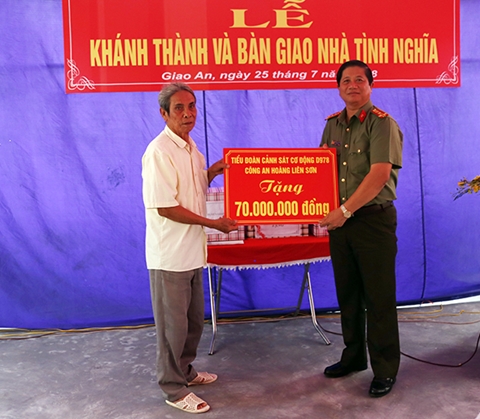 LỄ
KHÁNH THÀNH VÀ BÀN GIAO NHÀ TÌNH NGHĨA
Giao An, ngày 25 tháng 7 năm 8
TIỂU ĐOÀN CẢNH SÁT CƠ ĐỘNG D978
CÔNG AN HOÀNG LIÊN SƠN
Tặng
70.000.000 đồng